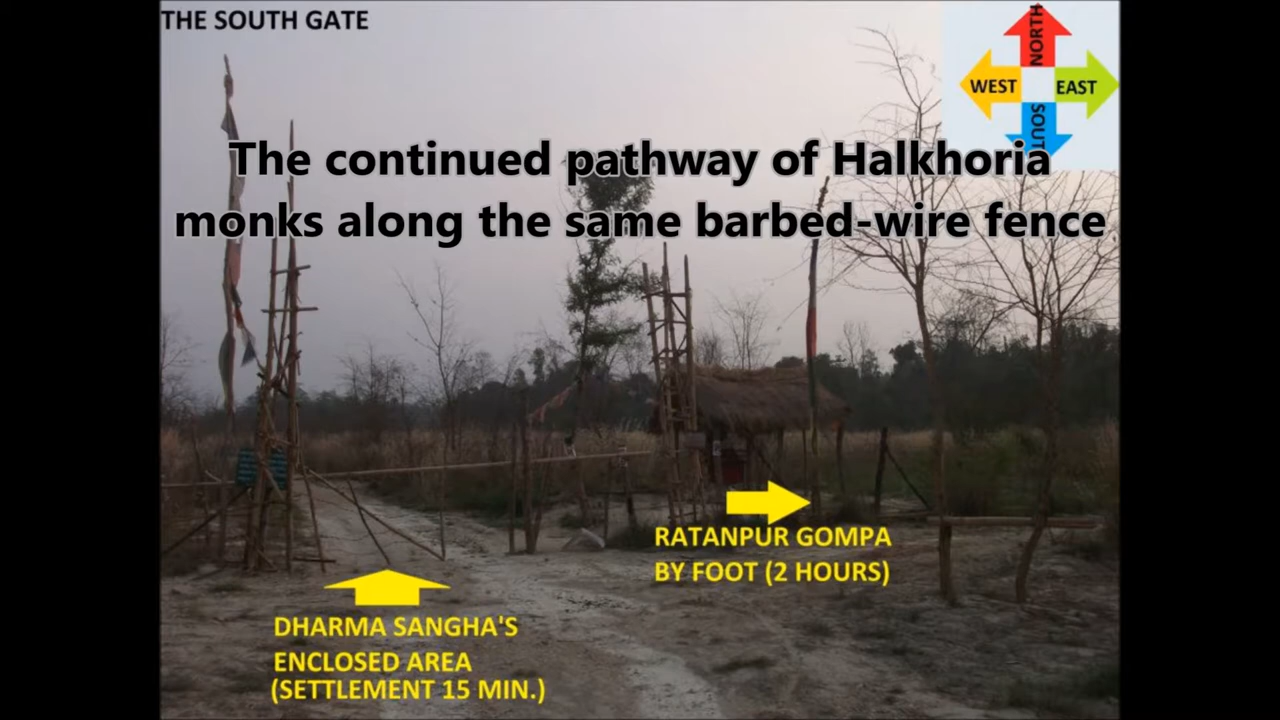 THE SOUTH GATE
NORTH
WEST
EAST
SOUT
The continued pathway of Halkhoria
monks along the same barbed-wire fence
RATANPUR GOMPA
BY FOOT (2 HOURS)
DHARMA SANGHA'S
ENCLOSED AREA
(SETTLEMENT 15 MIN.)